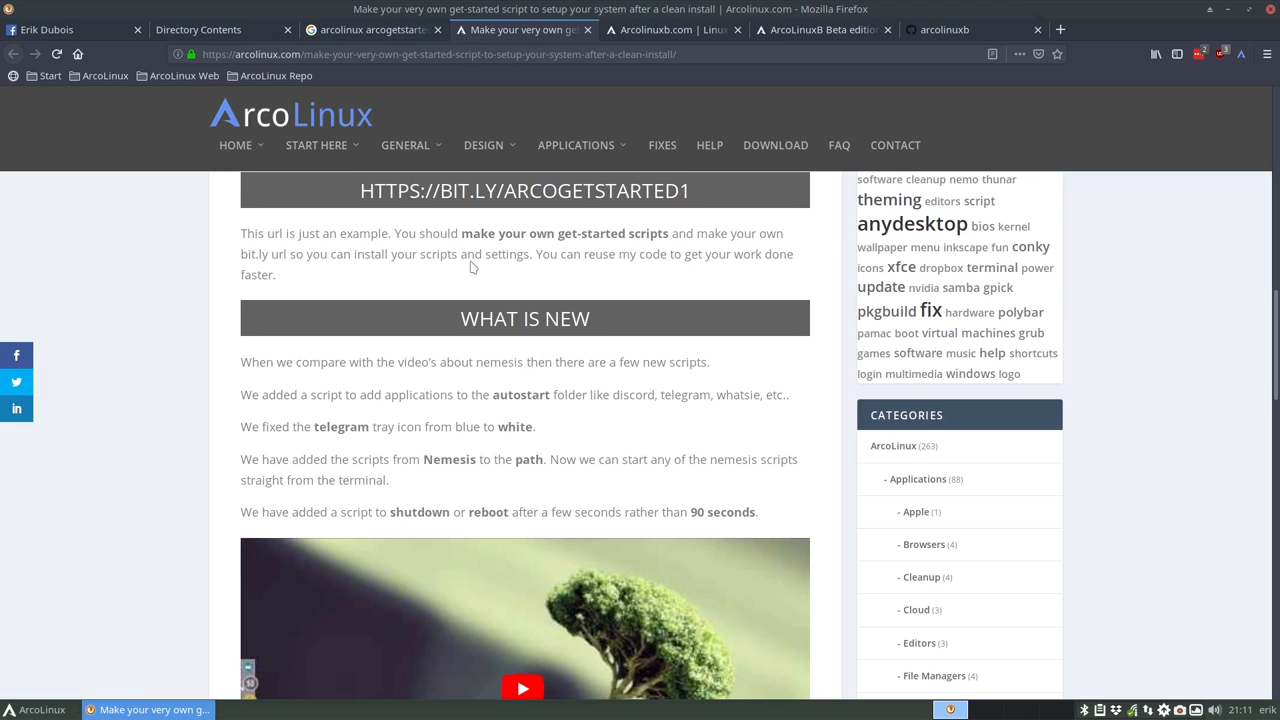 Make your very own get-started script to setup your system after a clean install | Arcolinux.com - Mozilla Firefox
Erik Dubois
Directory Contents
arcolinux arcogetstarte
Make your very own ge
Arcolinuxb.com | Linux
ArcoLinuxB Beta edition
arcolinuxb
https://arcolinux.com/make-your-very-own-get-started-script-to-setup-your-system-after-a-clean-install/
2
3
Start
ArcoLinux
ArcoLinux Web
ArcoLinux Repo
ArcoLinux
HOME
START HERE
GENERAL
DESIGN
APPLICATIONS
FIXES
HELP
DOWNLOAD
FAQ
CONTACT
HTTPS://BIT.LY/ARCOGETSTARTED1
This url is just an example. You should make your own get-started scripts and make your own
bit.ly url so you can install your scripts and settings. You can reuse my code to get your work done
faster.
WHAT IS NEW
When we compare with the video's about nemesis then there are a few new scripts.
We added a script to add applications to the autostart folder like discord, telegram, whatsie, etc..
We fixed the telegram tray icon from blue to white.
We have added the scripts from Nemesis to the path. Now we can start any of the nemesis scripts
straight from the terminal.
We have added a script to shutdown or reboot after a few seconds rather than 90 seconds.
software cleanup nemo thunar
theming editors script
anydesktop bios kernel
wallpaper menu inkscape fun conky
icons xfce dropbox terminal power
update nvidia samba gpick
pkgbuild fix hardware polybar
pamac boot virtual machines grub
games software music help shortcuts
login multimedia windows logo
CATEGORIES
ArcoLinux (263)
- Applications (88)
- Apple (1)
- Browsers (4)
- Cleanup (4)
- Cloud (3)
- Editors (3)
- File Managers (4)
ArcoLinux
Make your very own g...
21:11
erik